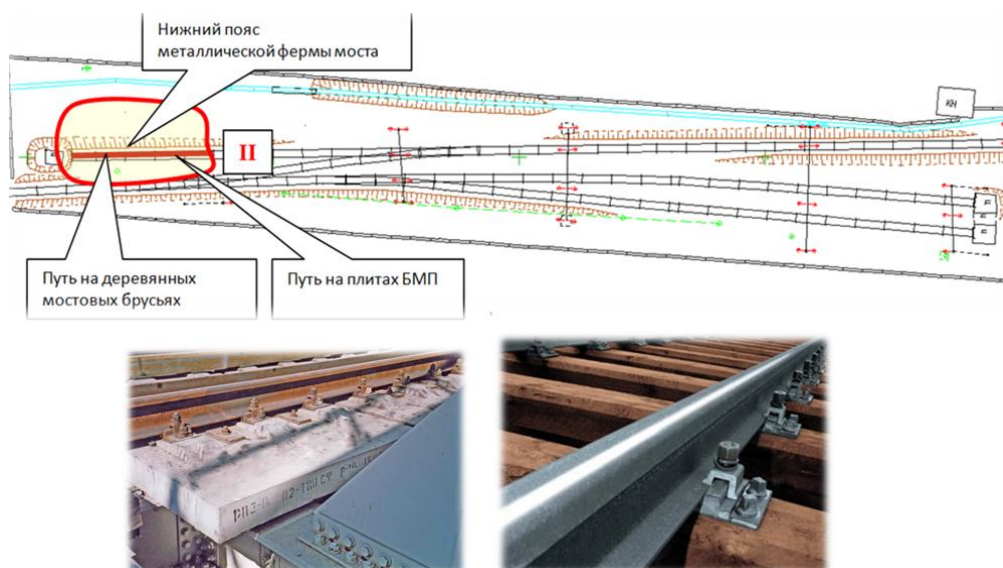 Нижний пояс
металлической фермы моста
КН
II
Путь на деревянных
мостовых брусьях
Путь на плитах БМП
П
П
П